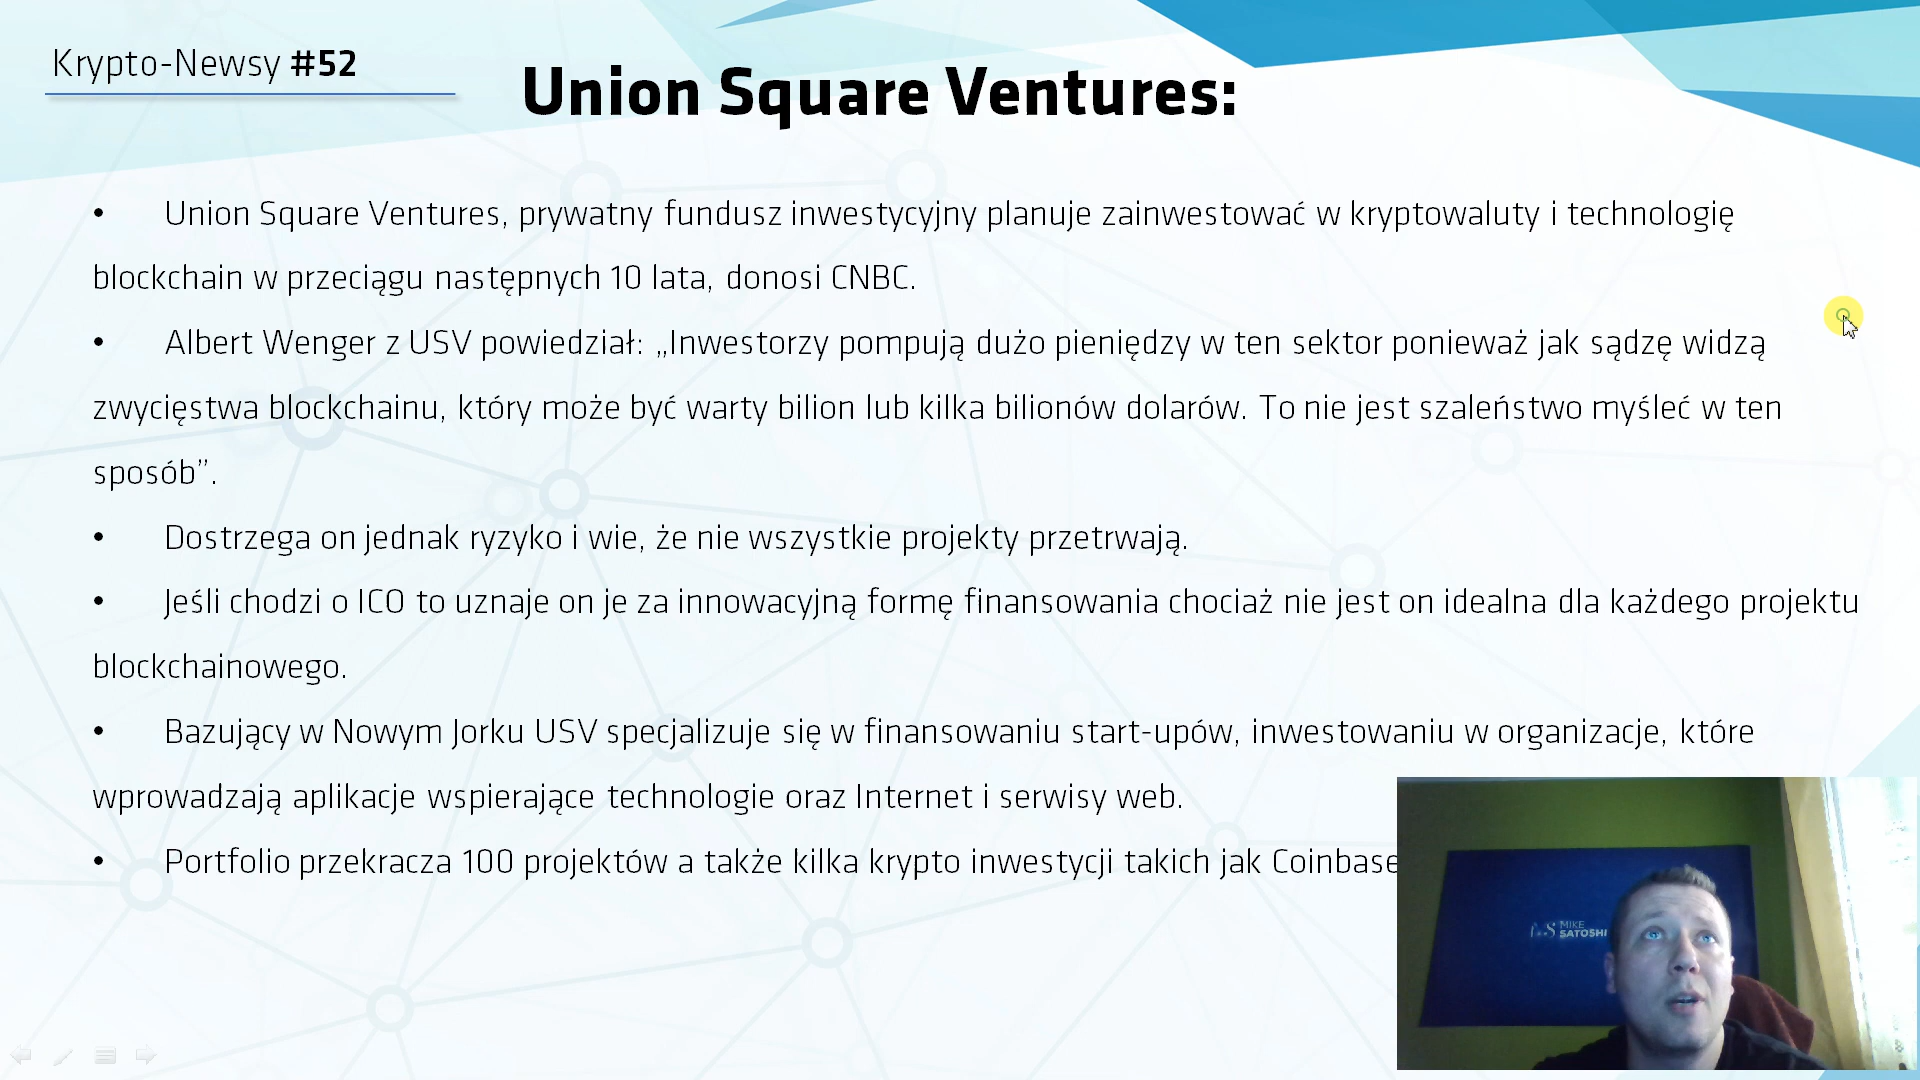 Krypto-Newsy #52
Union Square Ventures:
• Union Square Ventures, prywatny fundusz inwestycyjny planuje zainwestować w kryptowaluty i technologię
blockchain w przeciągu następnych 10 lata, donosi CNBC.
• Albert Wenger z USV powiedział: „Inwestorzy pompują dużo pieniędzy w ten sektor ponieważ jak sądzę widzą
zwycięstwa blockchainu, który może być warty bilion lub kilka bilionów dolarów. To nie jest szaleństwo myśleć w ten
sposób”.
• Dostrzega on jednak ryzyko i wie, że nie wszystkie projekty przetrwają.
• Jeśli chodzi o ICO to uznaje on je za innowacyjną formę finansowania chociaż nie jest on idealna dla każdego projektu
blockchainowego.
• Bazujący w Nowym Jorku USV specjalizuje się w finansowaniu start-upów, inwestowaniu w organizacje, które
wprowadzają aplikacje wspierające technologie oraz Internet i serwisy web.
• Portfolio przekracza 100 projektów a także kilka krypto inwestycji takich jak Coinbase
MIKE
SATOSHI